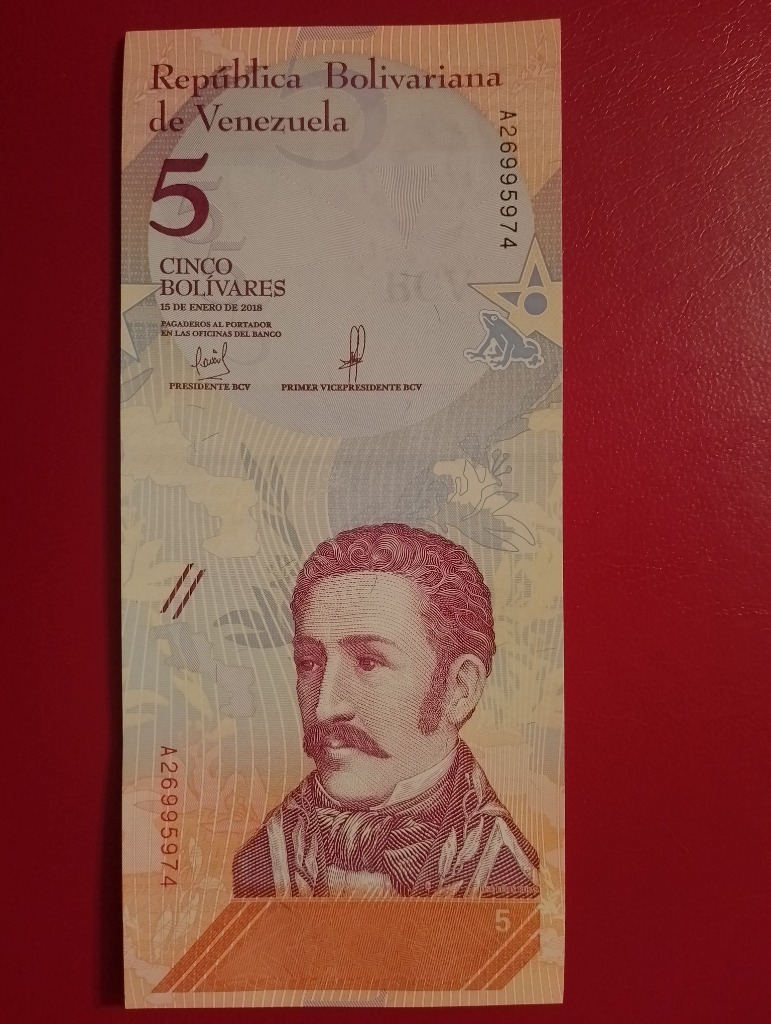 República Bolivariana
de Venezuela
A26995974
5
CINCO
BOLÍVARES
15 DE ENERO DE 2018
PAGADEROS AL PORTADOR
EN LAS OFICINAS DEL BANCO
PRESIDENTE BCV
PRIMER VICEPRESIDENTE BCV
A26995974
5